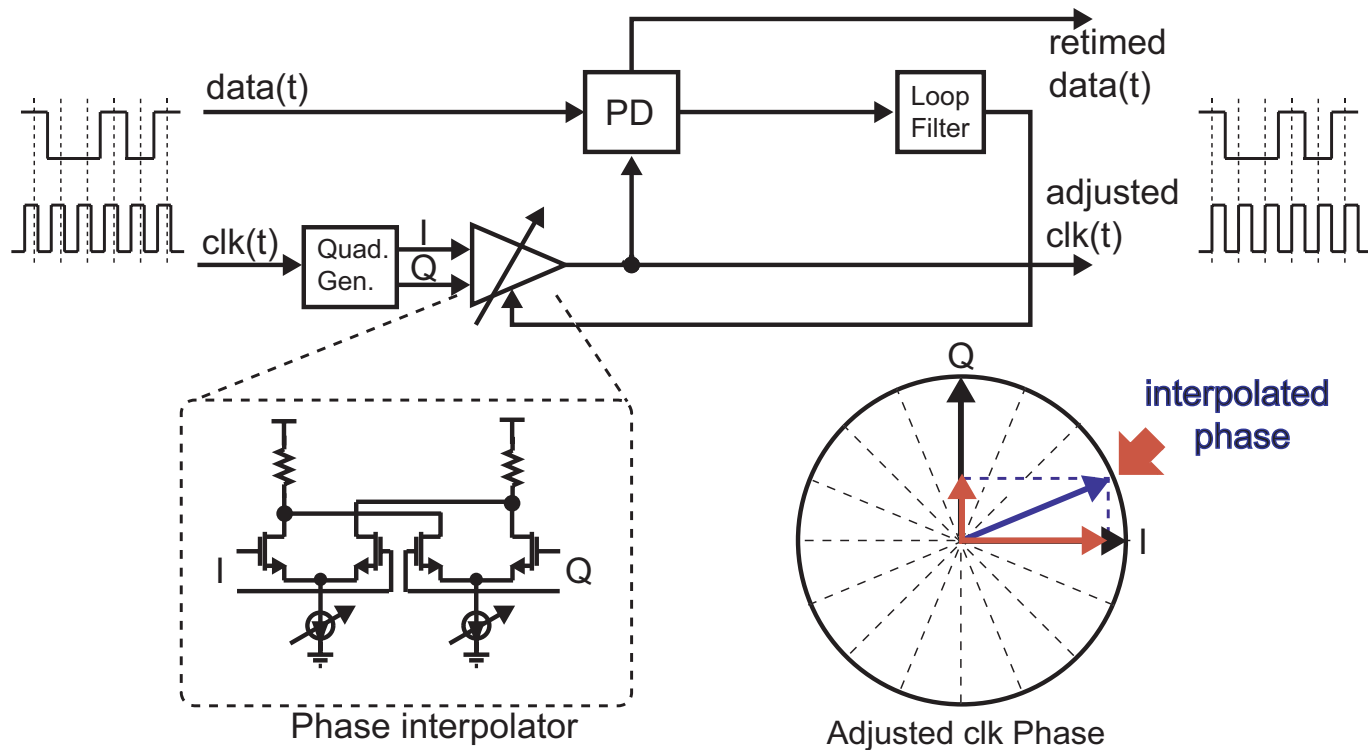 retimed
data(t)
data(t)
PD
Loop
Filter
adjusted
clk(t)
clk(t)
Quad.
Gen.
I
Q
Q
interpolated
phase
I
I
Q
Phase interpolator
Adjusted clk Phase